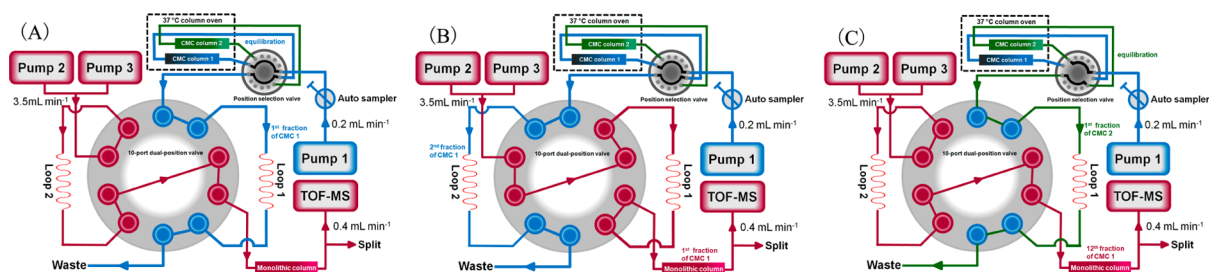 (A)
37 °C column oven
CMC column 2
equilibration
CMC column 1
Pump 2
Pump 3
Position selection valve
Auto sampler
3.5mL min-1
0.2 mL min-1
1st fraction
of CMC 1
10-port dual-position valve
Pump 1
Loop 2
Loop 1
TOF-MS
0.4 mL min-1
Split
Waste
Monolithic column
(B)
37 °C column oven
CMC column 2
CMC column 1
Pump 2
Pump 3
Position selection valve
Auto sampler
3.5mL min-1
0.2 mL min-1
2nd fraction
of CMC 1
10-port dual-position valve
Pump 1
Loop 2
Loop 1
TOF-MS
0.4 mL min-1
1st fraction
of CMC 1
Split
Waste
Monolithic column
(C)
37 °C column oven
CMC column 2
equilibration
CMC column 1
Pump 2
Pump 3
Position selection valve
Auto sampler
3.5mL min-1
0.2 mL min-1
1st fraction
of CMC 2
10-port dual-position valve
Pump 1
Loop 2
Loop 1
TOF-MS
0.4 mL min-1
12th fraction
of CMC 1
Split
Waste
Monolithic column